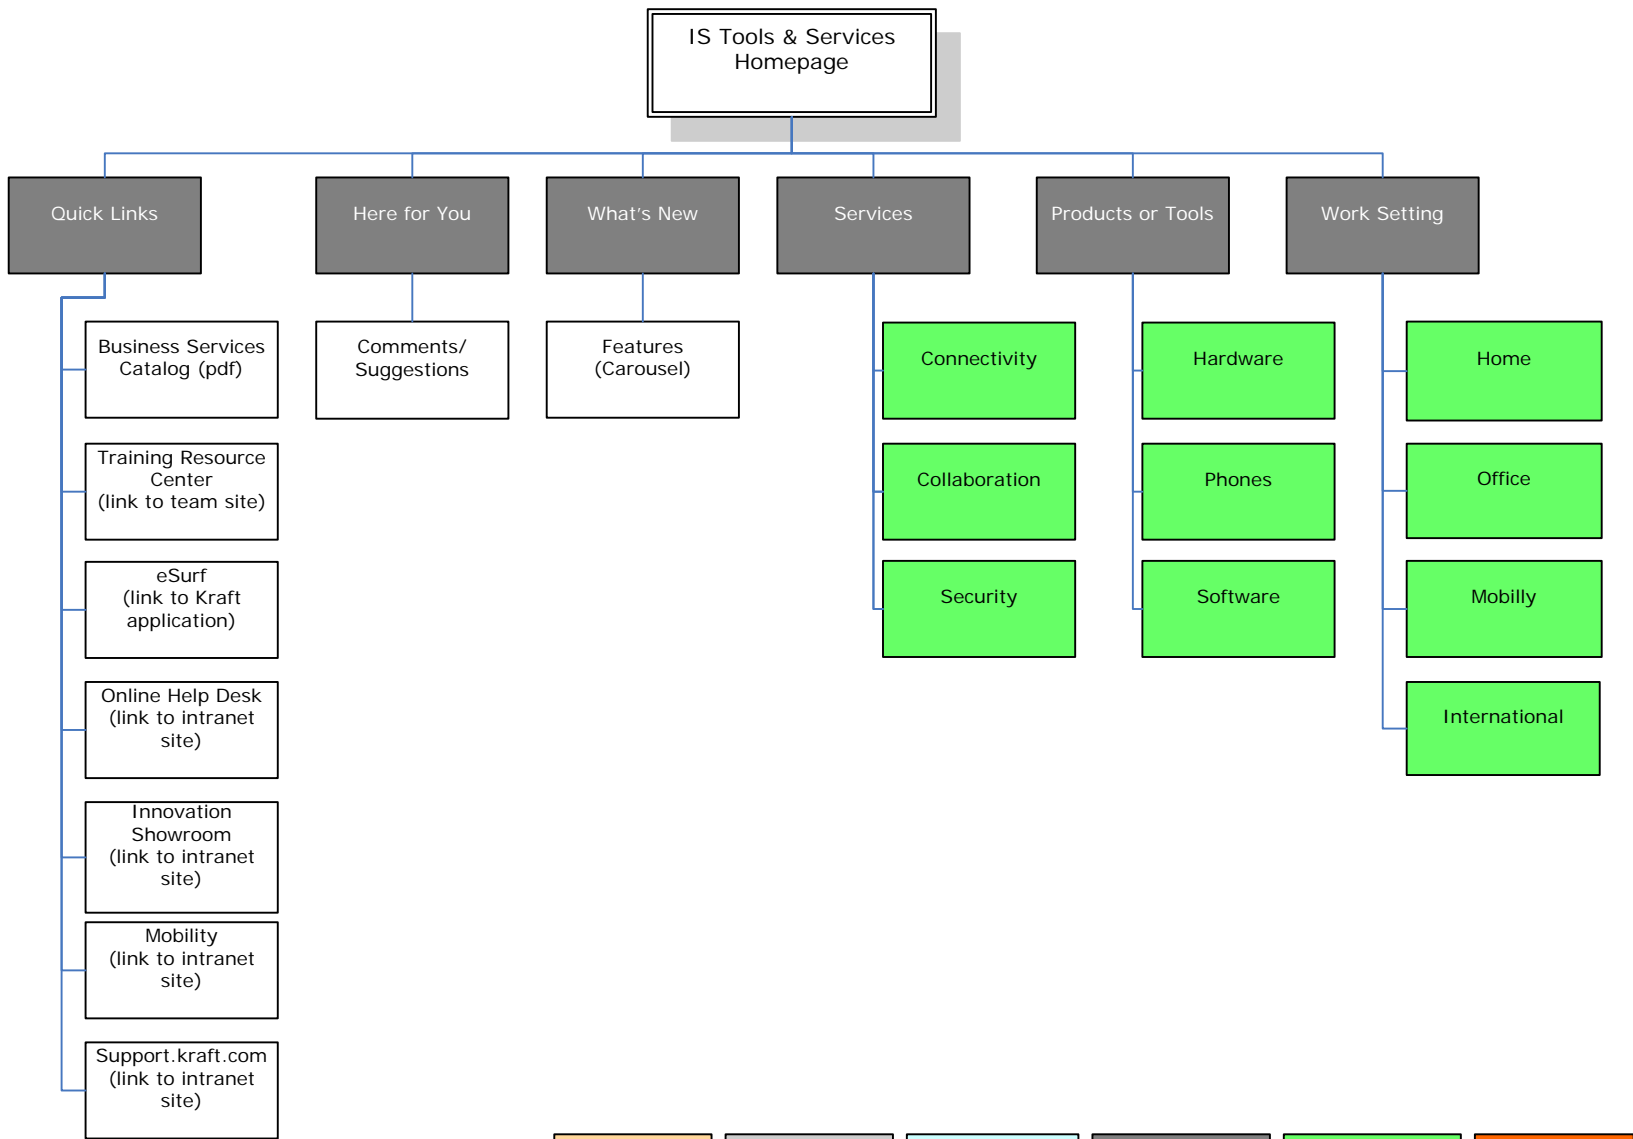 IS Tools & Services
Homepage
Quick Links
Here for You
What's New
Services
Products or Tools
Work Setting
Business Services
Catalog (pdf)
Training Resource
Center
(link to team site)
eSurf
(link to Kraft
application)
Online Help Desk
(link to intranet
site)
Innovation
Showroom
(link to intranet
site)
Mobility
(link to intranet
site)
Support.kraft.com
(link to intranet
site)
Comments/
Suggestions
Features
(Carousel)
Connectivity
Collaboration
Security
Hardware
Phones
Software
Home
Office
Mobilly
International